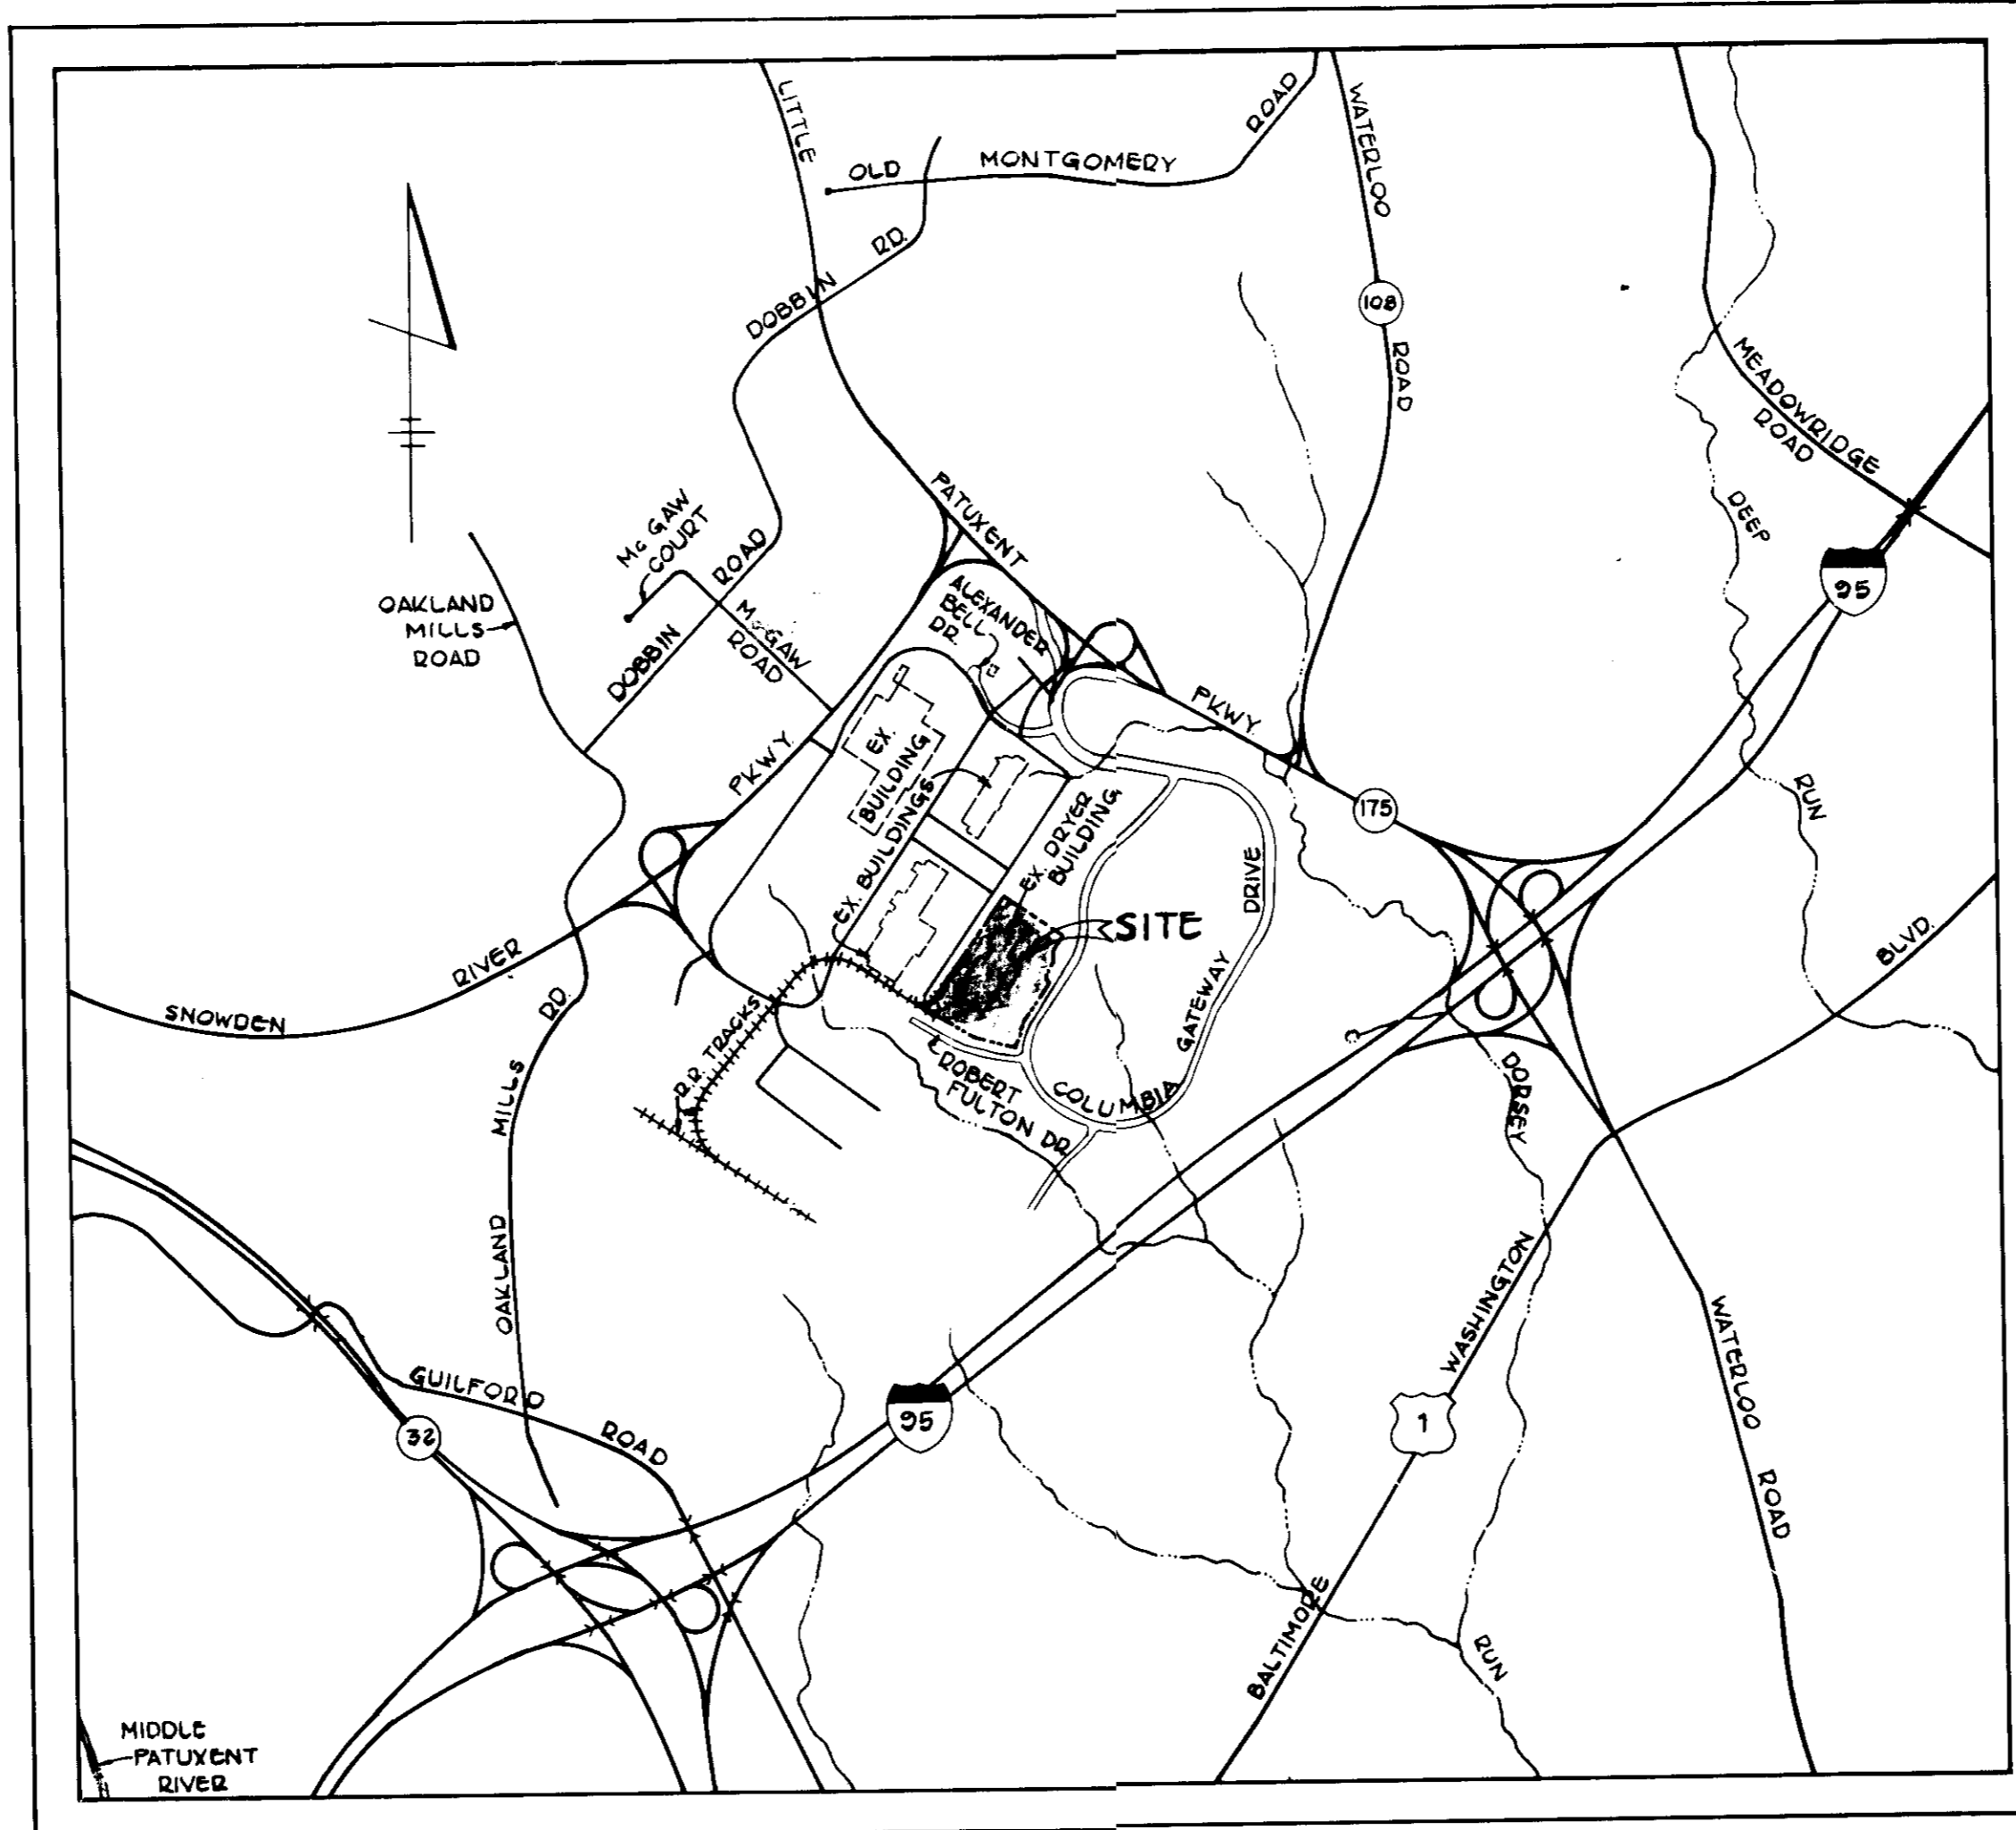 LITTLE
PATUXENT
PKWY
OLD
MONTGOMERY
ROAD
WATERLOO
108
ROAD
DOBBIN
RD.
MEADOWRIDGE
ROAD
DEEP
RUN
95
Mc GAW
COURT
DOBBIN
ROAD
McGAW
ROAD
OAKLAND
MILLS
ROAD
ALEXANDER
BELL
DR.
PKWY.
EX.
BUILDING
EX. BUILDINGS
EX. DRYER
BUILDING
175
DRIVE
GATEWAY
COLUMBIA
SITE
BLVD.
SNOWDEN
RIVER
R.R. TRACKS
ROBERT
FULTON DR.
OAKLAND
MILLS
RD.
DORSEY
RUN
WASHINGTON
BALTIMORE
1
WATERLOO
ROAD
GUILFORD
ROAD
32
95
MIDDLE
PATUXENT
RIVER